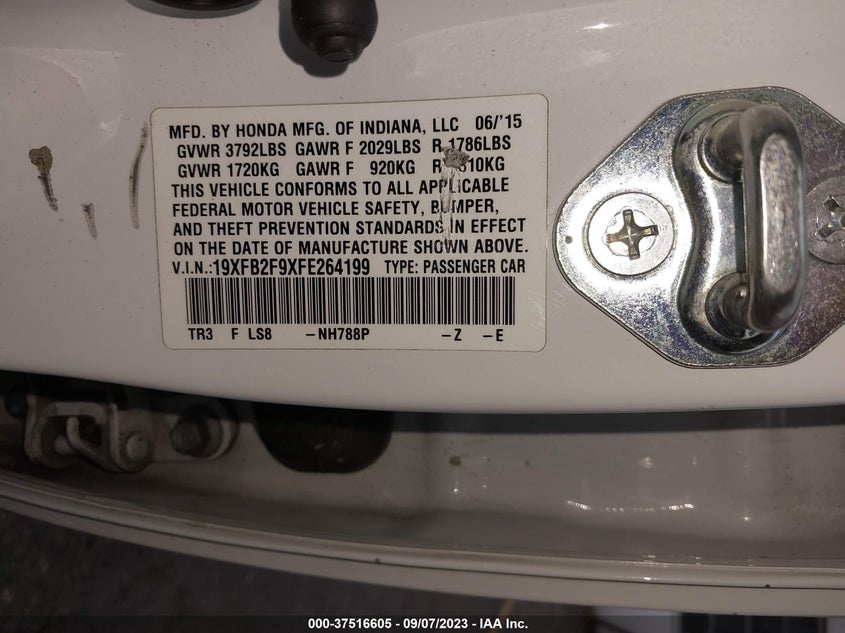 MFD. BY HONDA MFG. OF INDIANA, LLC 06/'15
GVWR 3792LBS GAWR F 2029LBS R 1786LBS
GVWR 1720KG GAWR F 920KG R 810KG
THIS VEHICLE CONFORMS TO ALL APPLICABLE
FEDERAL MOTOR VEHICLE SAFETY, BUMPER,
AND THEFT PREVENTION STANDARDS IN EFFECT
ON THE DATE OF MANUFACTURE SHOWN ABOVE.
V.I.N.:19XFB2F9XFE264199 TYPE: PASSENGER CAR
TR3 F LS8 -NH788P -Z -E
000-37516605 - 09/07/2023 - IAA Inc.